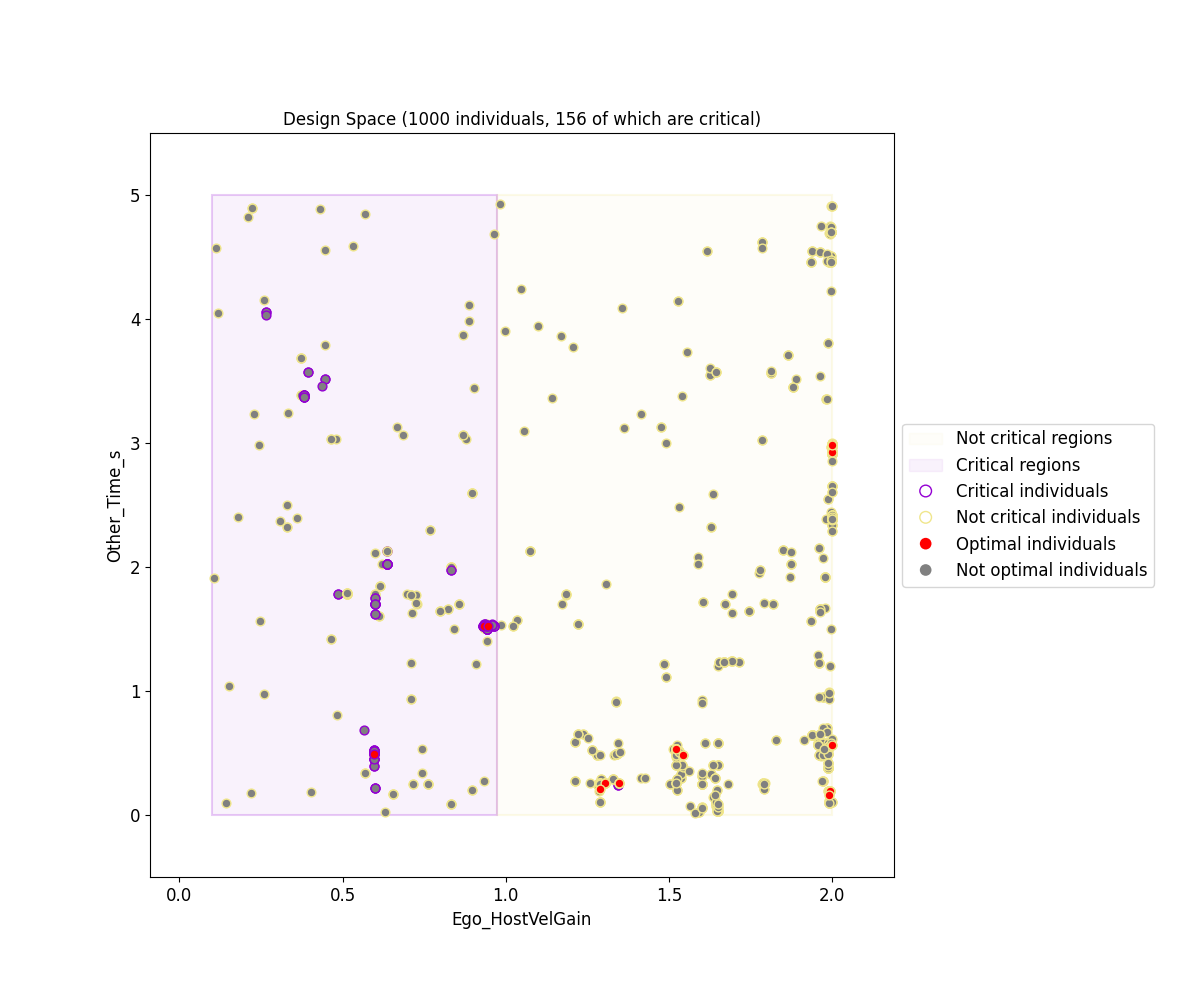 Design Space (1000 individuals, 156 of which are critical)
5
4
3
2
1
0
Other_Time_s
0.0
0.5
1.0
1.5
2.0
Ego_HostVelGain
Not critical regions
Critical regions
Critical individuals
Not critical individuals
Optimal individuals
Not optimal individuals